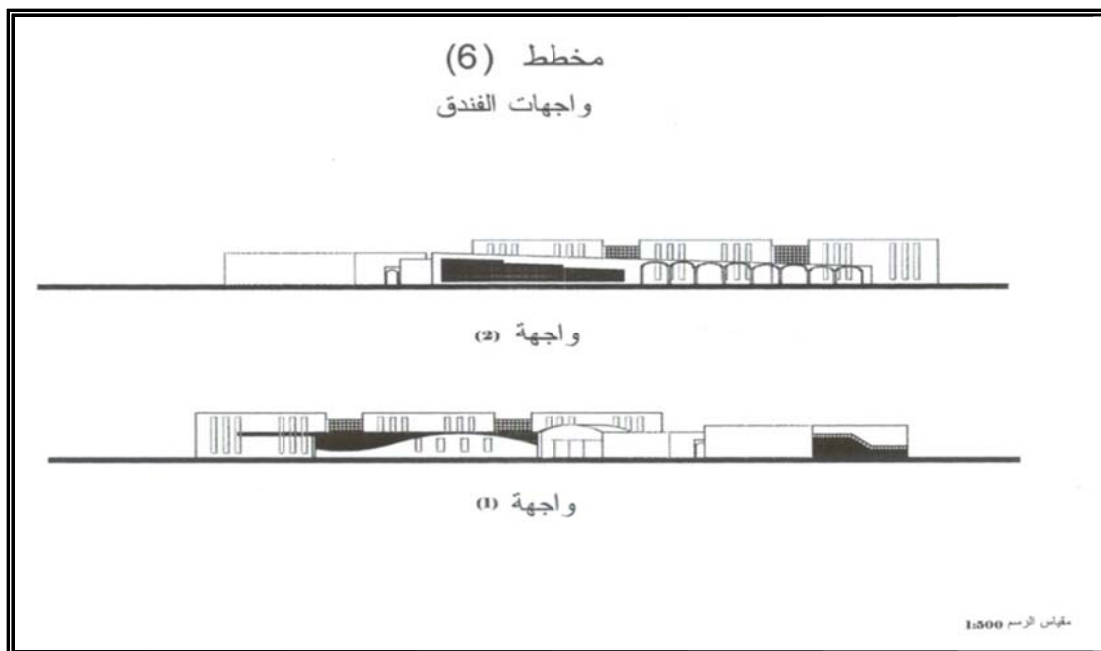 مخطط (6)
واجهات الفندق
واجهة (2)
واجهة (1)
مقياس الرسم 1:500